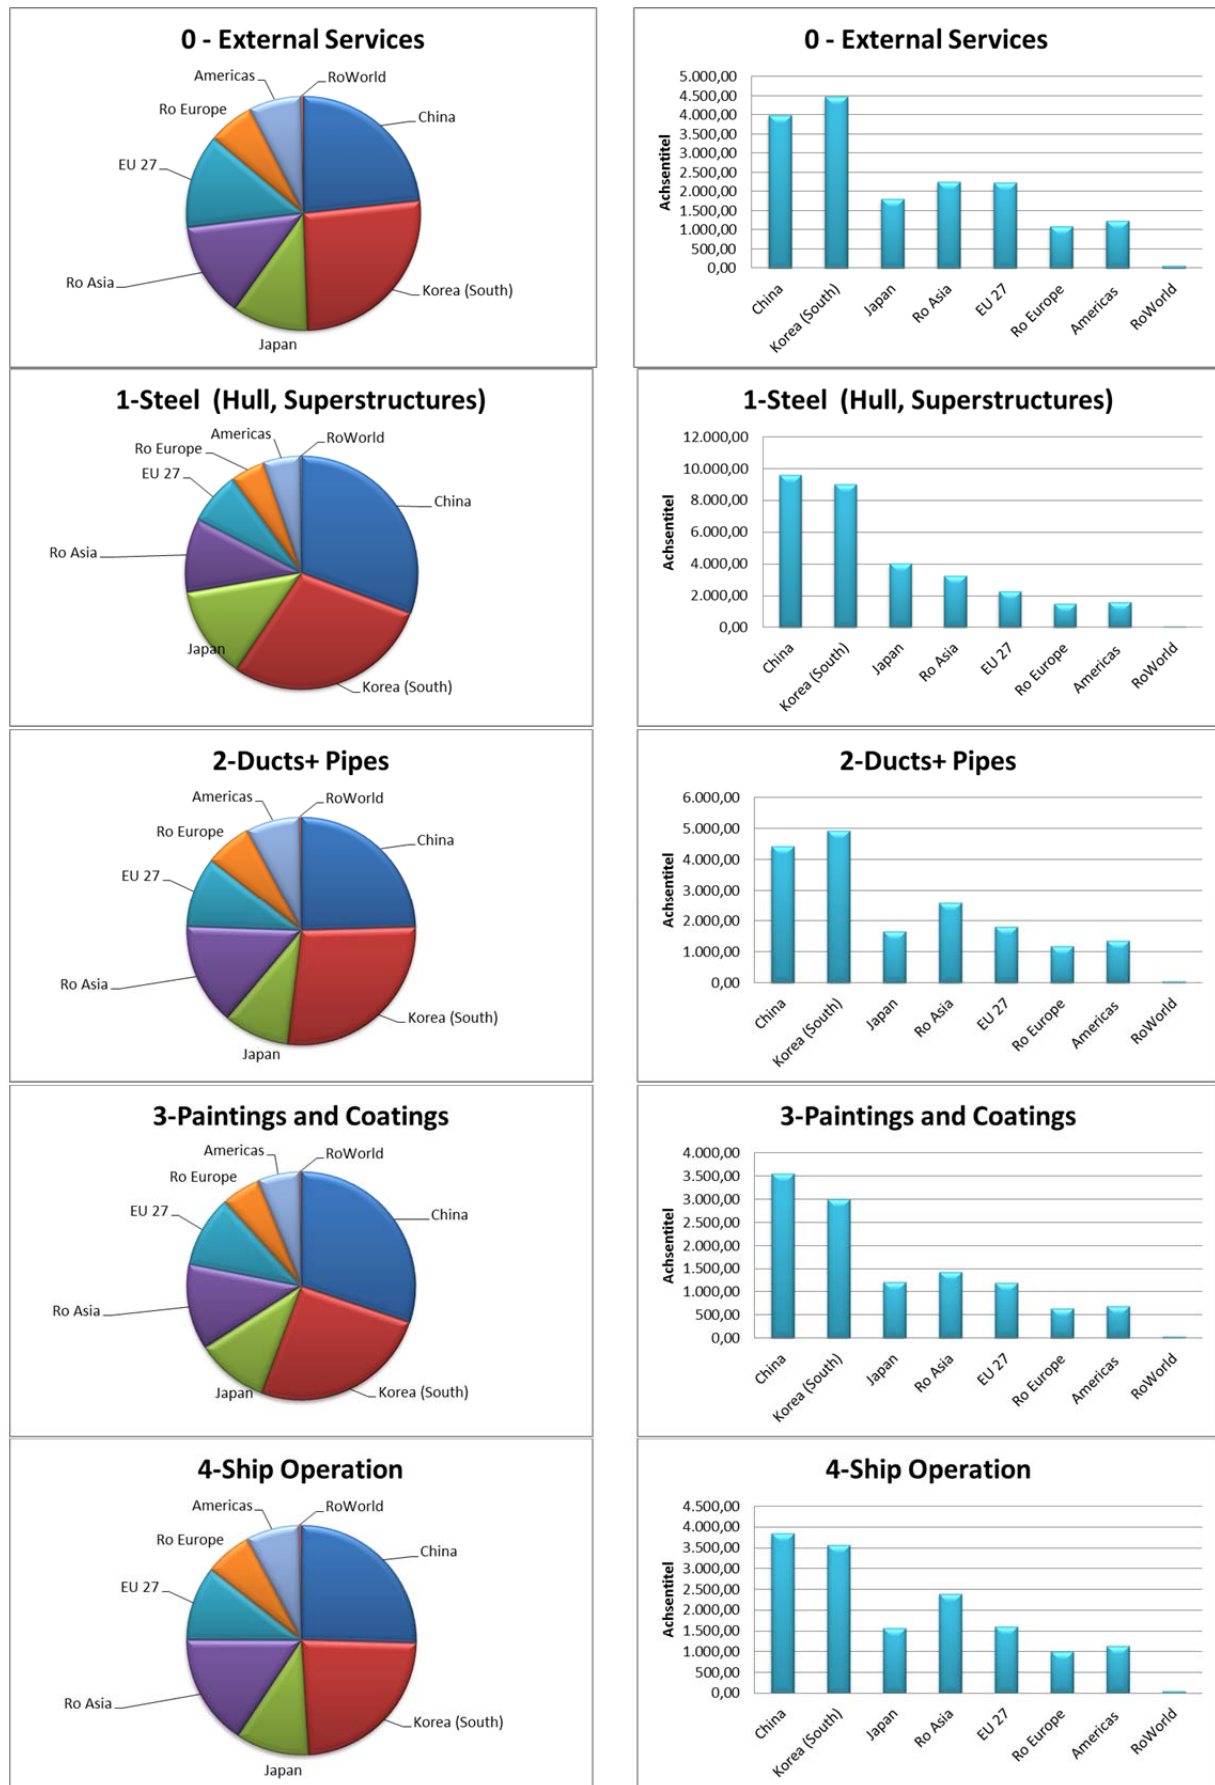 0 - External Services
Americas
RoWorld
Ro Europe
China
EU 27
Ro Asia
Korea (South)
Japan
0 - External Services
Achsentitel
5.000,00
4.500,00
4.000,00
3.500,00
3.000,00
2.500,00
2.000,00
1.500,00
1.000,00
500,00
0,00
China
Korea (South)
Japan
Ro Asia
EU 27
Ro Europe
Americas
RoWorld
1-Steel (Hull, Superstructures)
Americas
RoWorld
Ro Europe
EU 27
China
Ro Asia
Japan
Korea (South)
1-Steel (Hull, Superstructures)
Achsentitel
12.000,00
10.000,00
8.000,00
6.000,00
4.000,00
2.000,00
0,00
China
Korea (South)
Japan
Ro Asia
EU 27
Ro Europe
Americas
RoWorld
2-Ducts+ Pipes
Americas
RoWorld
Ro Europe
China
EU 27
Ro Asia
Korea (South)
Japan
2-Ducts+ Pipes
Achsentitel
6.000,00
5.000,00
4.000,00
3.000,00
2.000,00
1.000,00
0,00
China
Korea (South)
Japan
Ro Asia
EU 27
Ro Europe
Americas
RoWorld
3-Paintings and Coatings
Americas
RoWorld
Ro Europe
EU 27
China
Ro Asia
Japan
Korea (South)
3-Paintings and Coatings
Achsentitel
4.000,00
3.500,00
3.000,00
2.500,00
2.000,00
1.500,00
1.000,00
500,00
0,00
China
Korea (South)
Japan
Ro Asia
EU 27
Ro Europe
Americas
RoWorld
4-Ship Operation
Americas
RoWorld
Ro Europe
China
EU 27
Ro Asia
Korea (South)
Japan
4-Ship Operation
Achsentitel
4.500,00
4.000,00
3.500,00
3.000,00
2.500,00
2.000,00
1.500,00
1.000,00
500,00
0,00
China
Korea (South)
Japan
Ro Asia
EU 27
Ro Europe
Americas
RoWorld